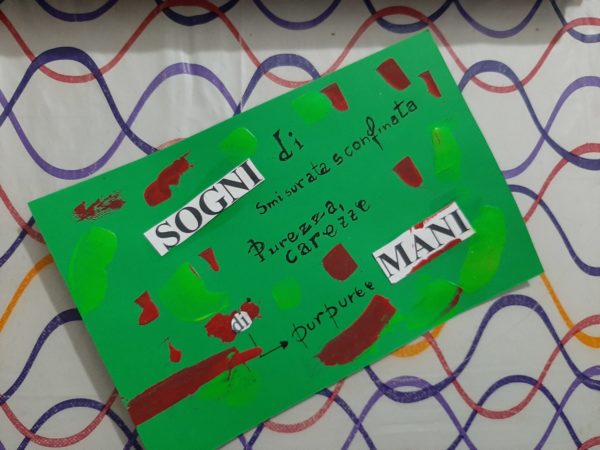 SOGNI di
smisurata sconfinata
Purezza,
carezze
di purpuree MANI